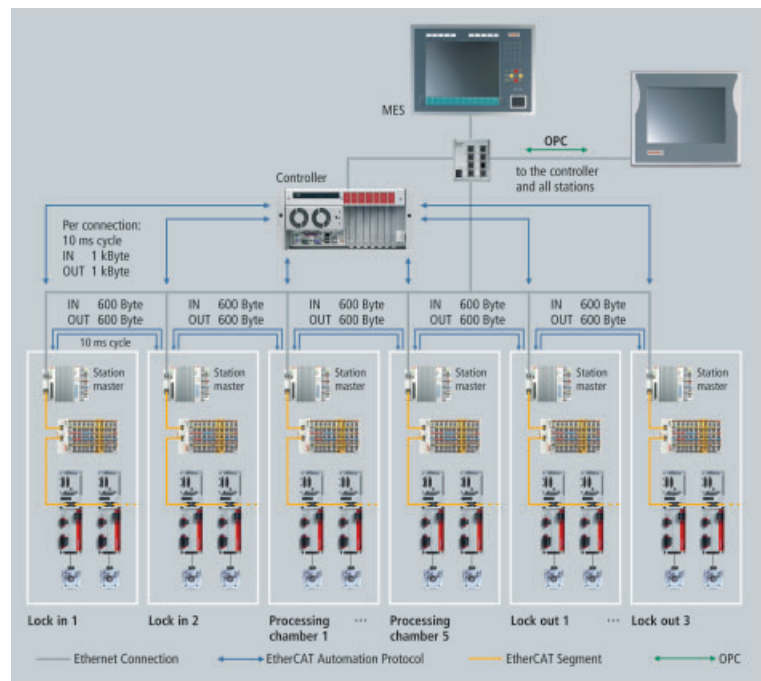 MES
OPC
to the controller
and all stations
Controller
Per connection:
10 ms cycle
IN 1 kByte
OUT 1 kByte
IN 600 Byte
OUT 600 Byte
IN 600 Byte
OUT 600 Byte
IN 600 Byte
OUT 600 Byte
IN 600 Byte
OUT 600 Byte
IN 600 Byte
OUT 600 Byte
10 ms cycle
Station
master
Station
master
Station
master
Station
master
Station
master
Station
master
Lock in 1
Lock in 2
Processing
chamber 1
...
Processing
chamber 5
Lock out 1
...
Lock out 3
Ethernet Connection
EtherCAT Automation Protocol
EtherCAT Segment
OPC